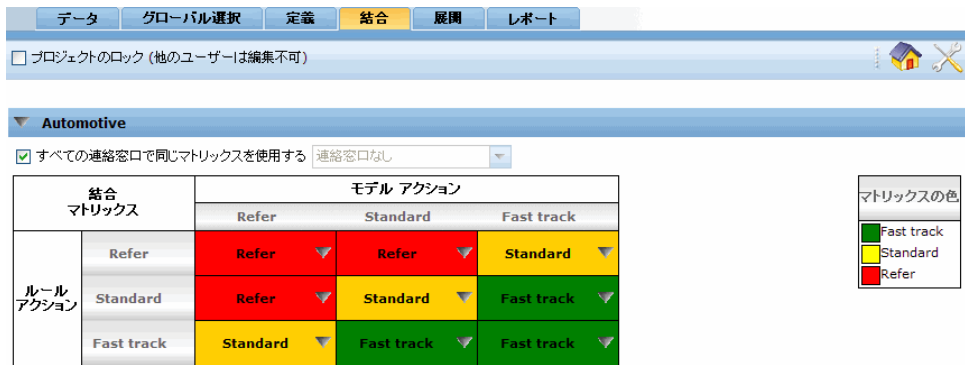 データ グローバル選択 定義 結合 展開 レポート
プロジェクトのロック (他のユーザーは編集不可)
Automotive
すべての連絡窓口で同じマトリックスを使用する 連絡窓口なし
結合
マトリックス
モデル アクション
Refer Standard Fast track
ルール
アクション
Refer Refer Refer Standard
Standard Refer Standard Fast track
Fast track Standard Fast track Fast track
マトリックスの色
Fast track
Standard
Refer